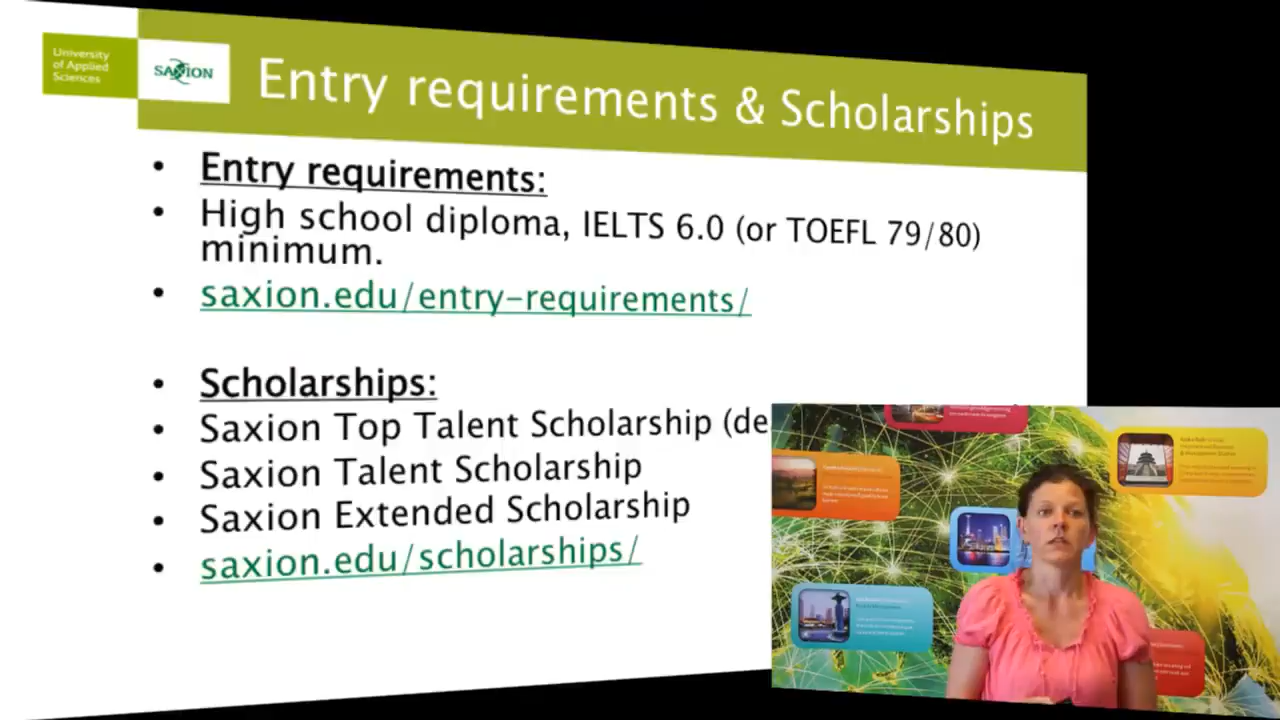 University
of Applied
Sciences
SAXION
Entry requirements & Scholarships
• Entry requirements:
• High school diploma, IELTS 6.0 (or TOEFL 79/80)
minimum.
• saxion.edu/entry-requirements/
• Scholarships:
• Saxion Top Talent Scholarship (de
• Saxion Talent Scholarship
• Saxion Extended Scholarship
• saxion.edu/scholarships/